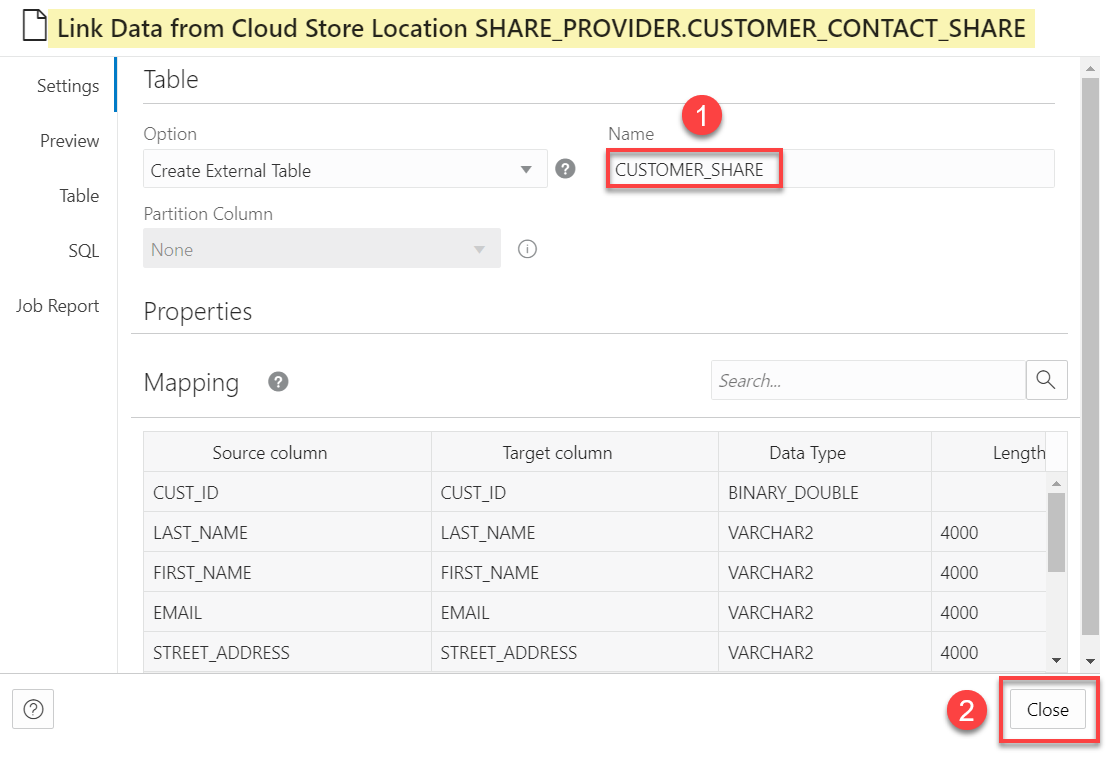 Link Data from Cloud Store Location SHARE_PROVIDER.CUSTOMER_CONTACT_SHARE
Settings
Preview
Table
SQL
Job Report
Table
1
Option
Name
Create External Table
?
CUSTOMER_SHARE
Partition Column
None
i
Properties
Mapping
?
Search...
Source column Target column Data Type Length
CUST_ID CUST_ID BINARY_DOUBLE
LAST_NAME LAST_NAME VARCHAR2 4000
FIRST_NAME FIRST_NAME VARCHAR2 4000
EMAIL EMAIL VARCHAR2 4000
STREET_ADDRESS STREET_ADDRESS VARCHAR2 4000
?
2
Close